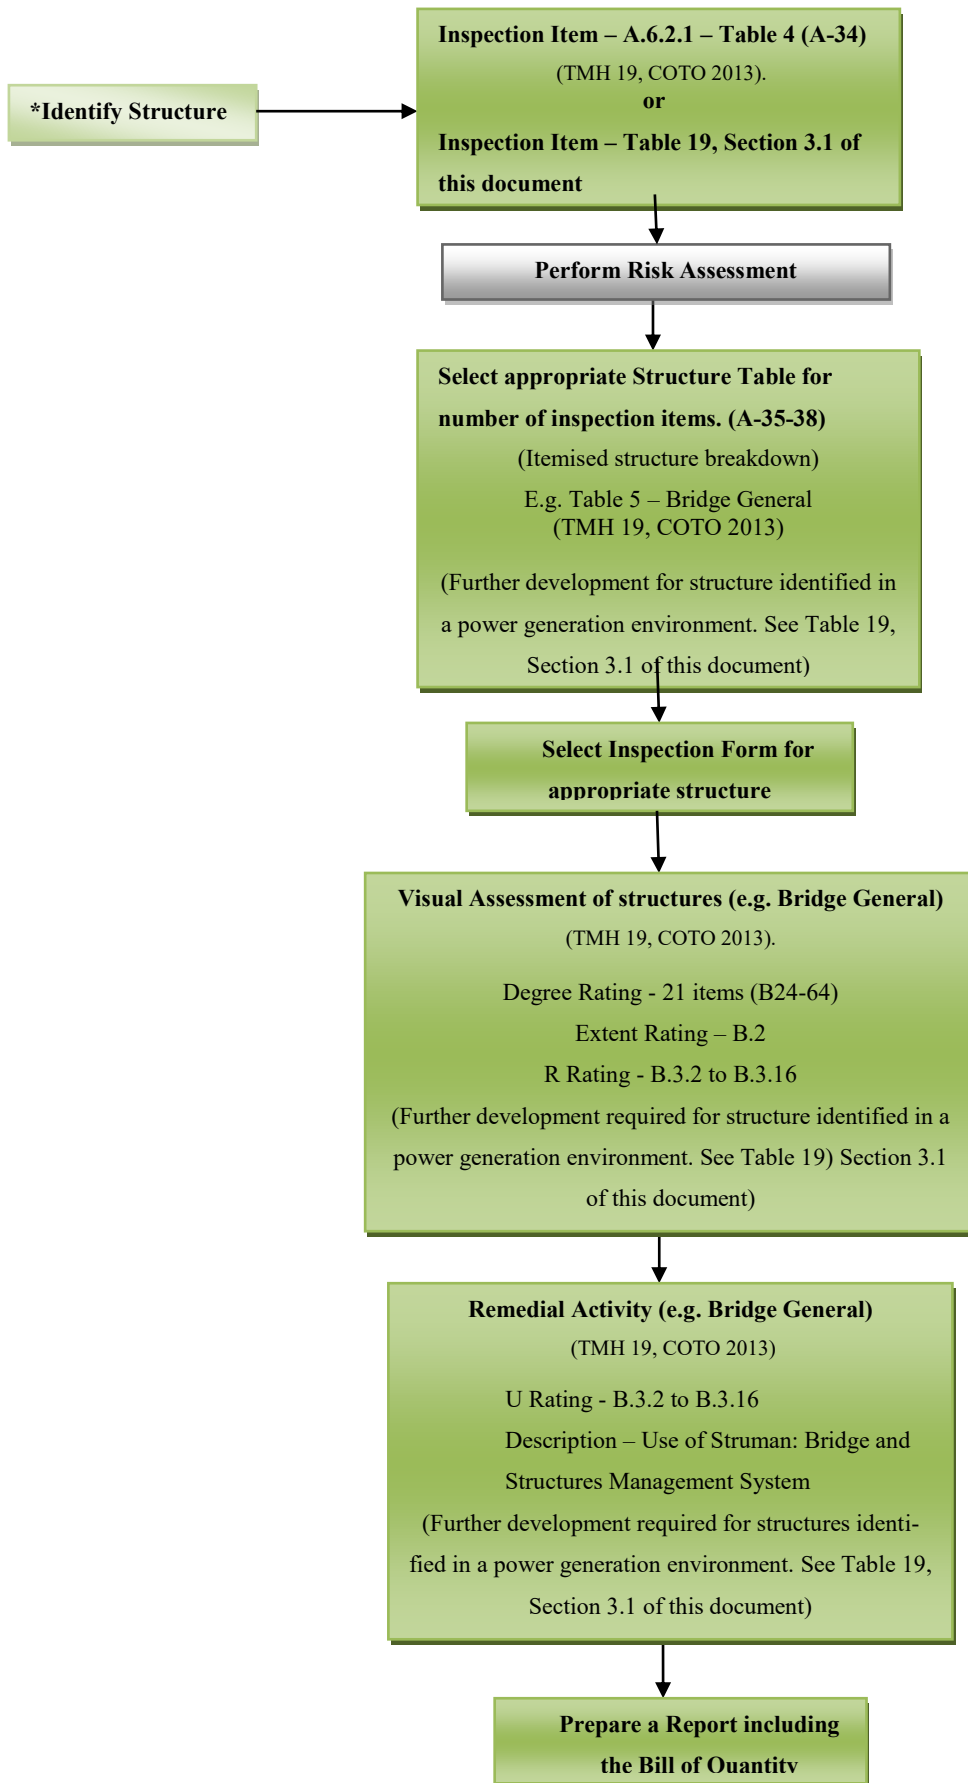 *Identify Structure
Inspection Item – A.6.2.1 – Table 4 (A-34)
(TMH 19, COTO 2013).
or
Inspection Item – Table 19, Section 3.1 of
this document
Perform Risk Assessment
Select appropriate Structure Table for
number of inspection items. (A-35-38)
(Itemised structure breakdown)
E.g. Table 5 – Bridge General
(TMH 19, COTO 2013)
(Further development for structure identified in
a power generation environment. See Table 19,
Section 3.1 of this document)
Select Inspection Form for
appropriate structure
Visual Assessment of structures (e.g. Bridge General)
(TMH 19, COTO 2013).
Degree Rating - 21 items (B24-64)
Extent Rating – B.2
R Rating - B.3.2 to B.3.16
(Further development required for structure identified in a
power generation environment. See Table 19) Section 3.1
of this document)
Remedial Activity (e.g. Bridge General)
(TMH 19, COTO 2013)
U Rating - B.3.2 to B.3.16
Description – Use of Struman: Bridge and
Structures Management System
(Further development required for structures identi-
fied in a power generation environment. See Table 19,
Section 3.1 of this document)
Prepare a Report including
the Bill of Quantity